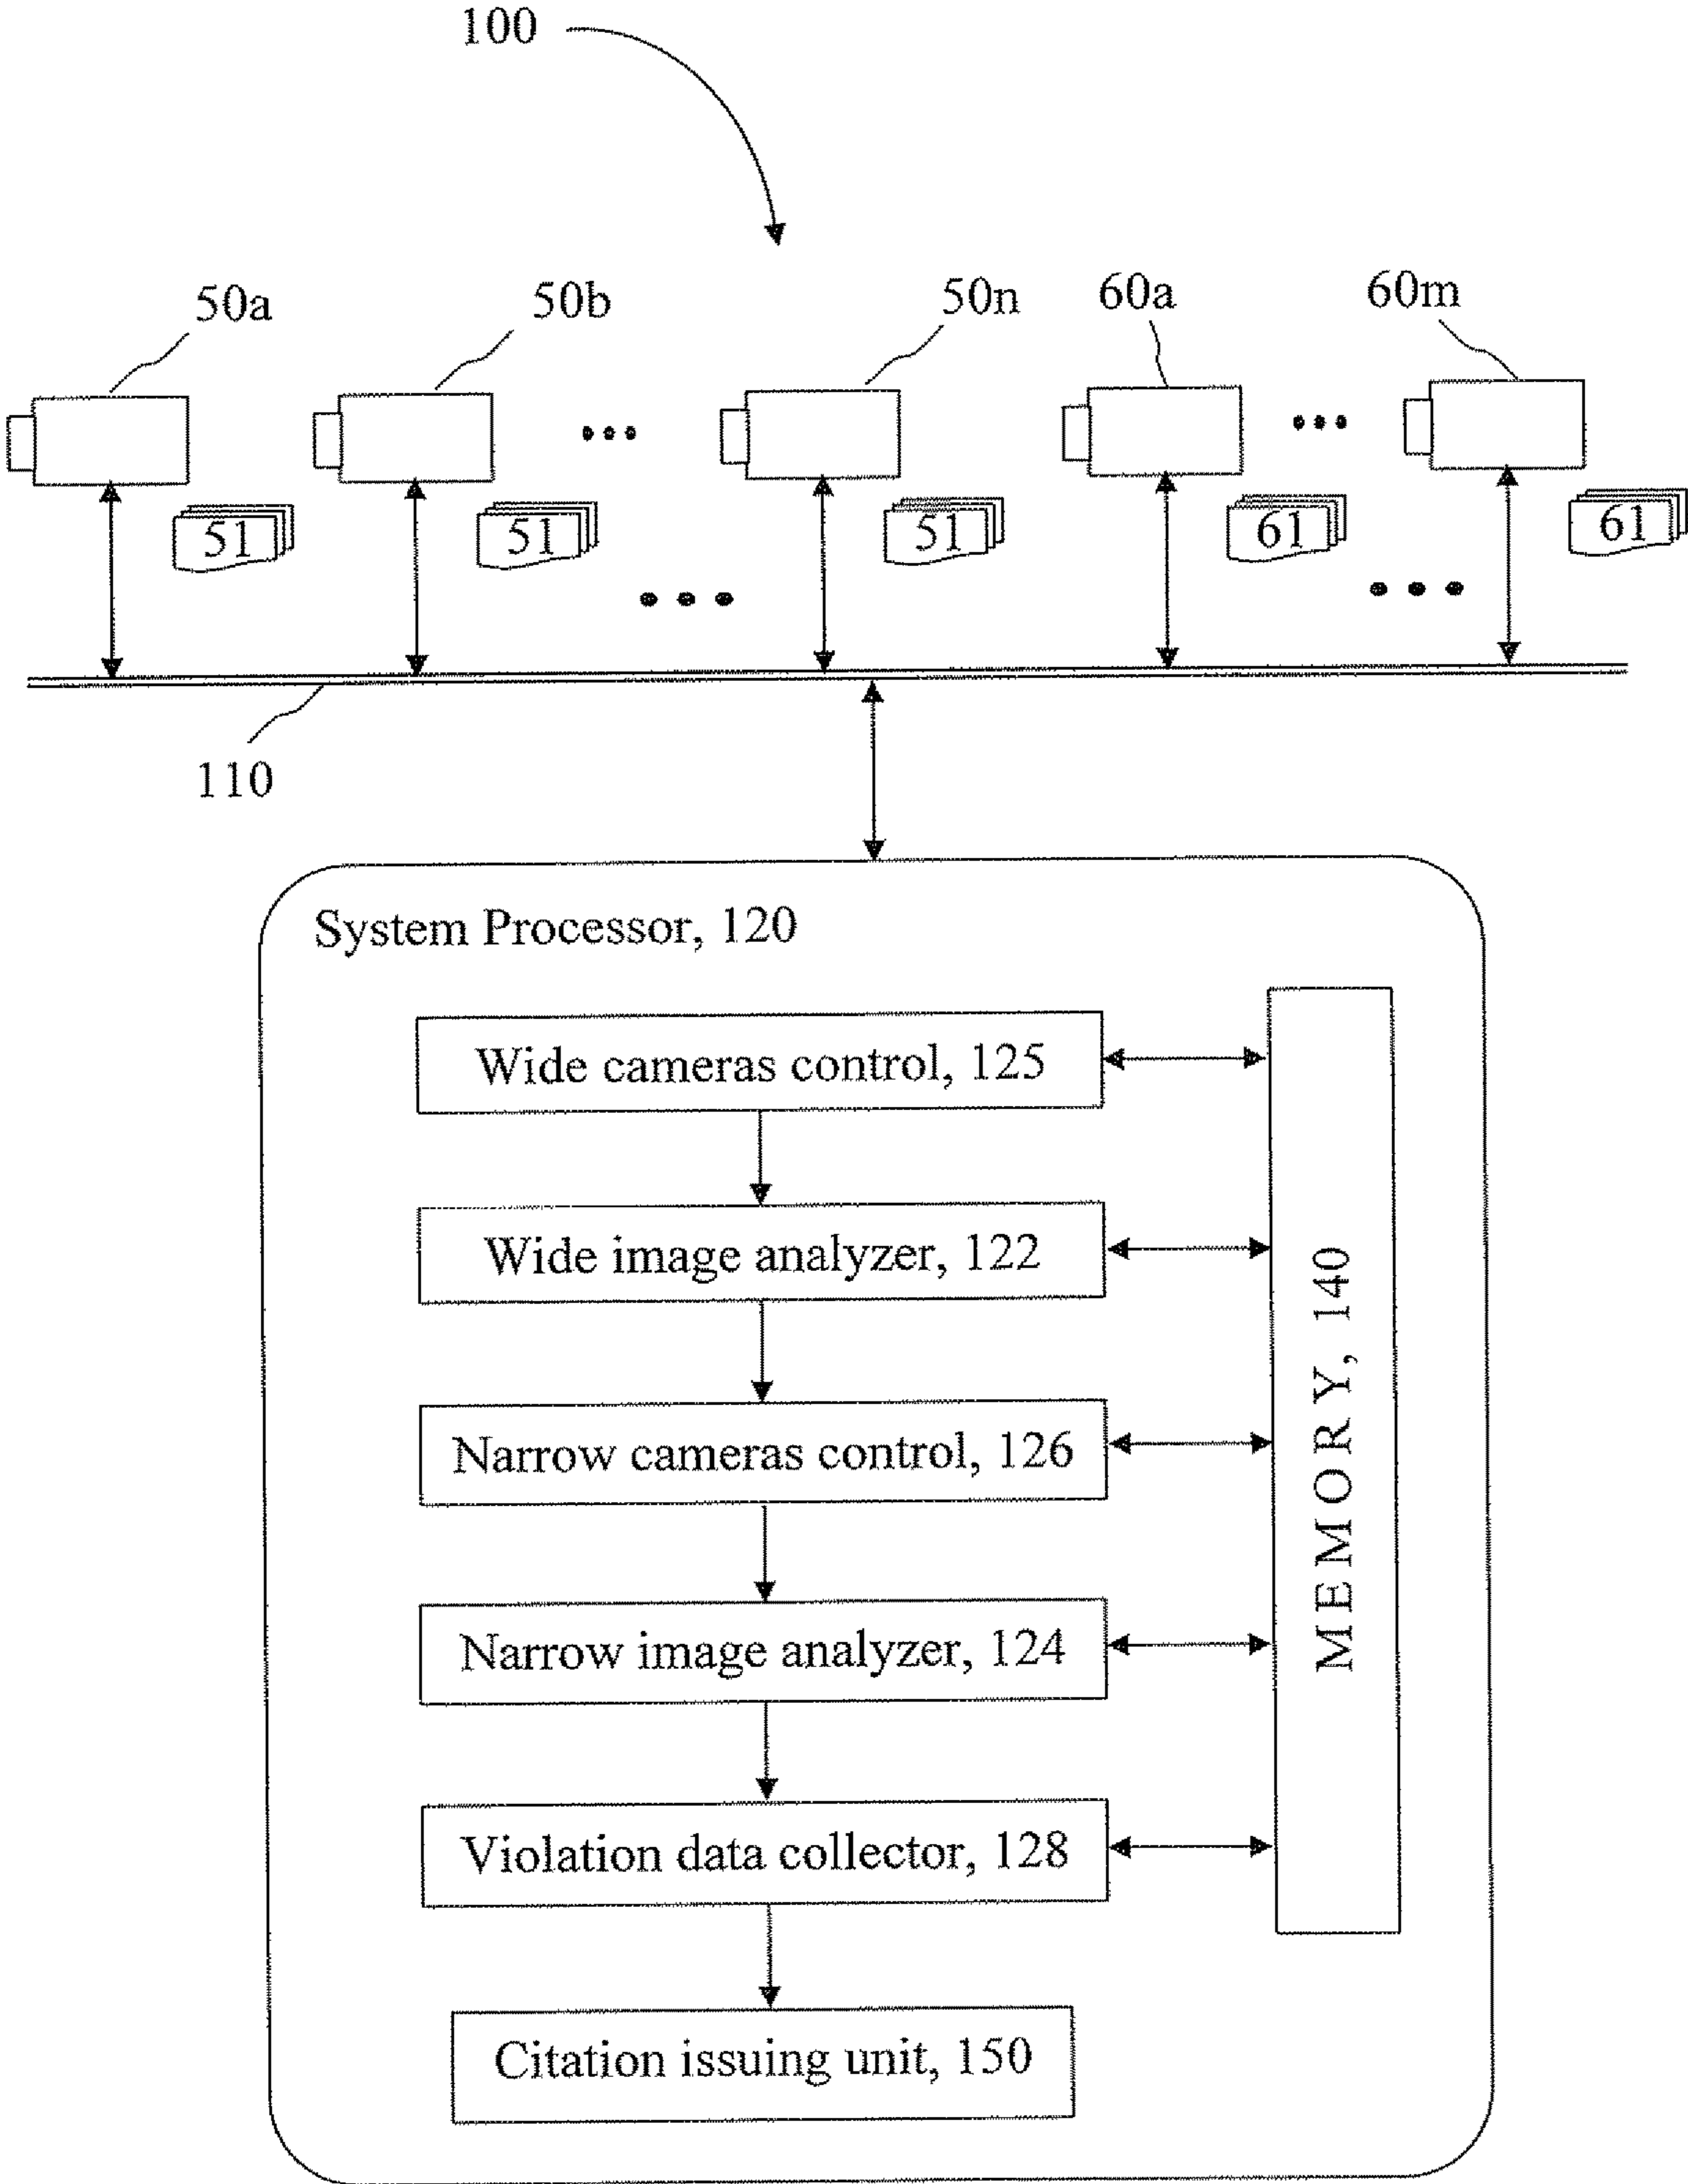 100
50a
50b
50n
60a
60m
51
51
51
61
61
110
System Processor, 120
Wide cameras control, 125
Wide image analyzer, 122
Narrow cameras control, 126
Narrow image analyzer, 124
Violation data collector, 128
Citation issuing unit, 150
MEMORY, 140